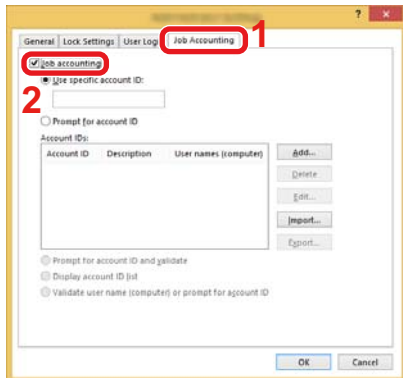 ?
General
Lock Settings
User Log
Job Accounting
1
Job accounting
2
Use specific account ID:
Prompt for account ID
Account IDs:
Account ID Description User names (computer)
Add...
Delete
Edit...
Import...
Export...
Prompt for account ID and validate
Display account ID list
Validate user name (computer) or prompt for account ID
OK
Cancel